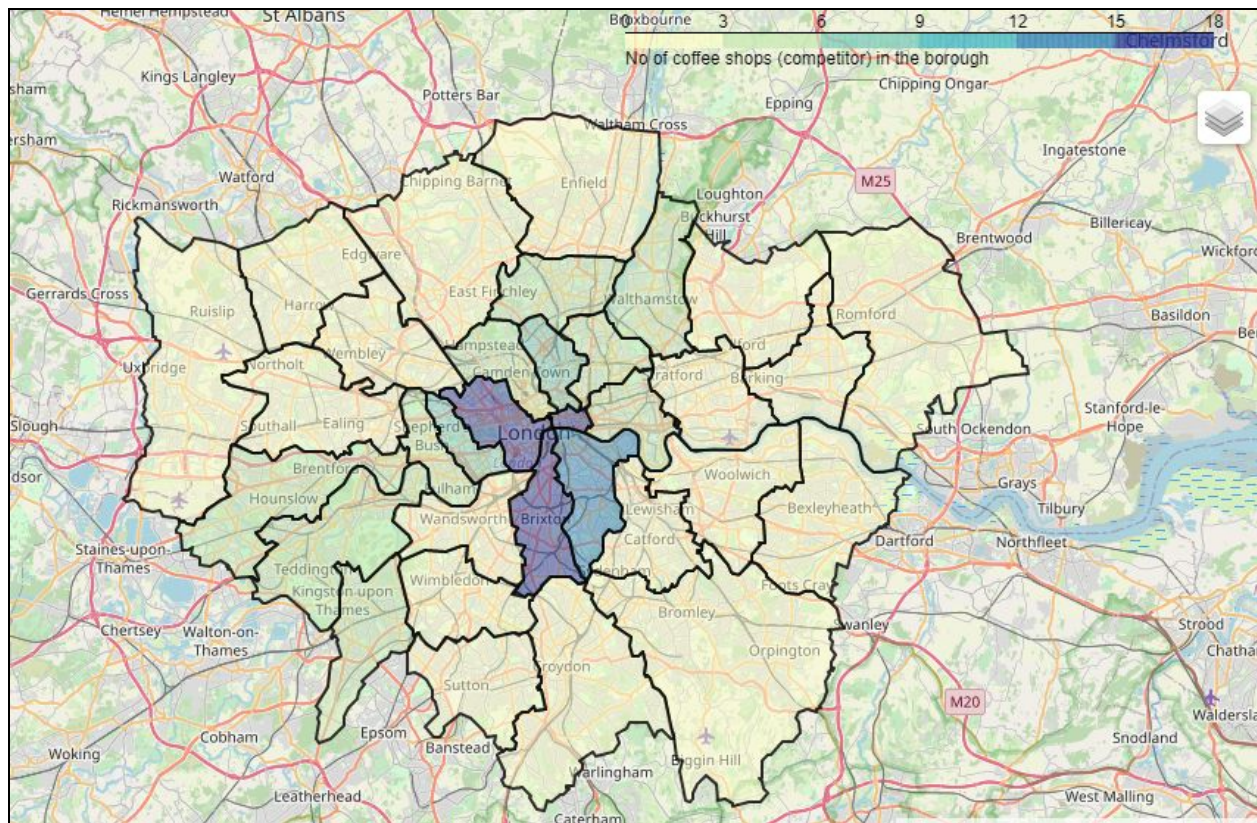 Hemel Hempstead
St Albans
Broxbourne
0 3 6 9 12 15 18
Chelmsford
No of coffee shops (competitor) in the borough
Kings Langley
Chipping Ongar
Potters Bar
Epping
Waltham Cross
Ingatestone
Watford
Chipping Barnet
Enfield
M25
Loughton
Rickmansworth
Buckhurst
Hill
Billericay
Brentwood
Wickford
Edgware
Gerrards Cross
East Finchley
Walthamstow
Ruislip
Harrow
Romford
Basildon
Hampstead
Ilford
Uxbridge
Northolt
Wembley
Camden Town
Stratford
Barking
Stanford-le-
Hope
Slough
Southall
Ealing
Shepherd's
Bush
London
South Ockendon
Brentford
Woolwich
Grays
Hounslow
Fulham
Tilbury
Wandsworth
Brixton
Lewisham
Bexleyheath
Staines-upon-
Thames
Catford
Dartford
Northfleet
Teddington
Wimbledon
Kingston upon
Thames
Foots Cray
Bromley
Chertsey
Walton-on-
Thames
Swanley
Strood
Orpington
Croydon
Sutton
M20
Cobham
Epsom
Banstead
Snodland
Woking
Biggin Hill
Warlingham
Leatherhead
West Malling
Caterham